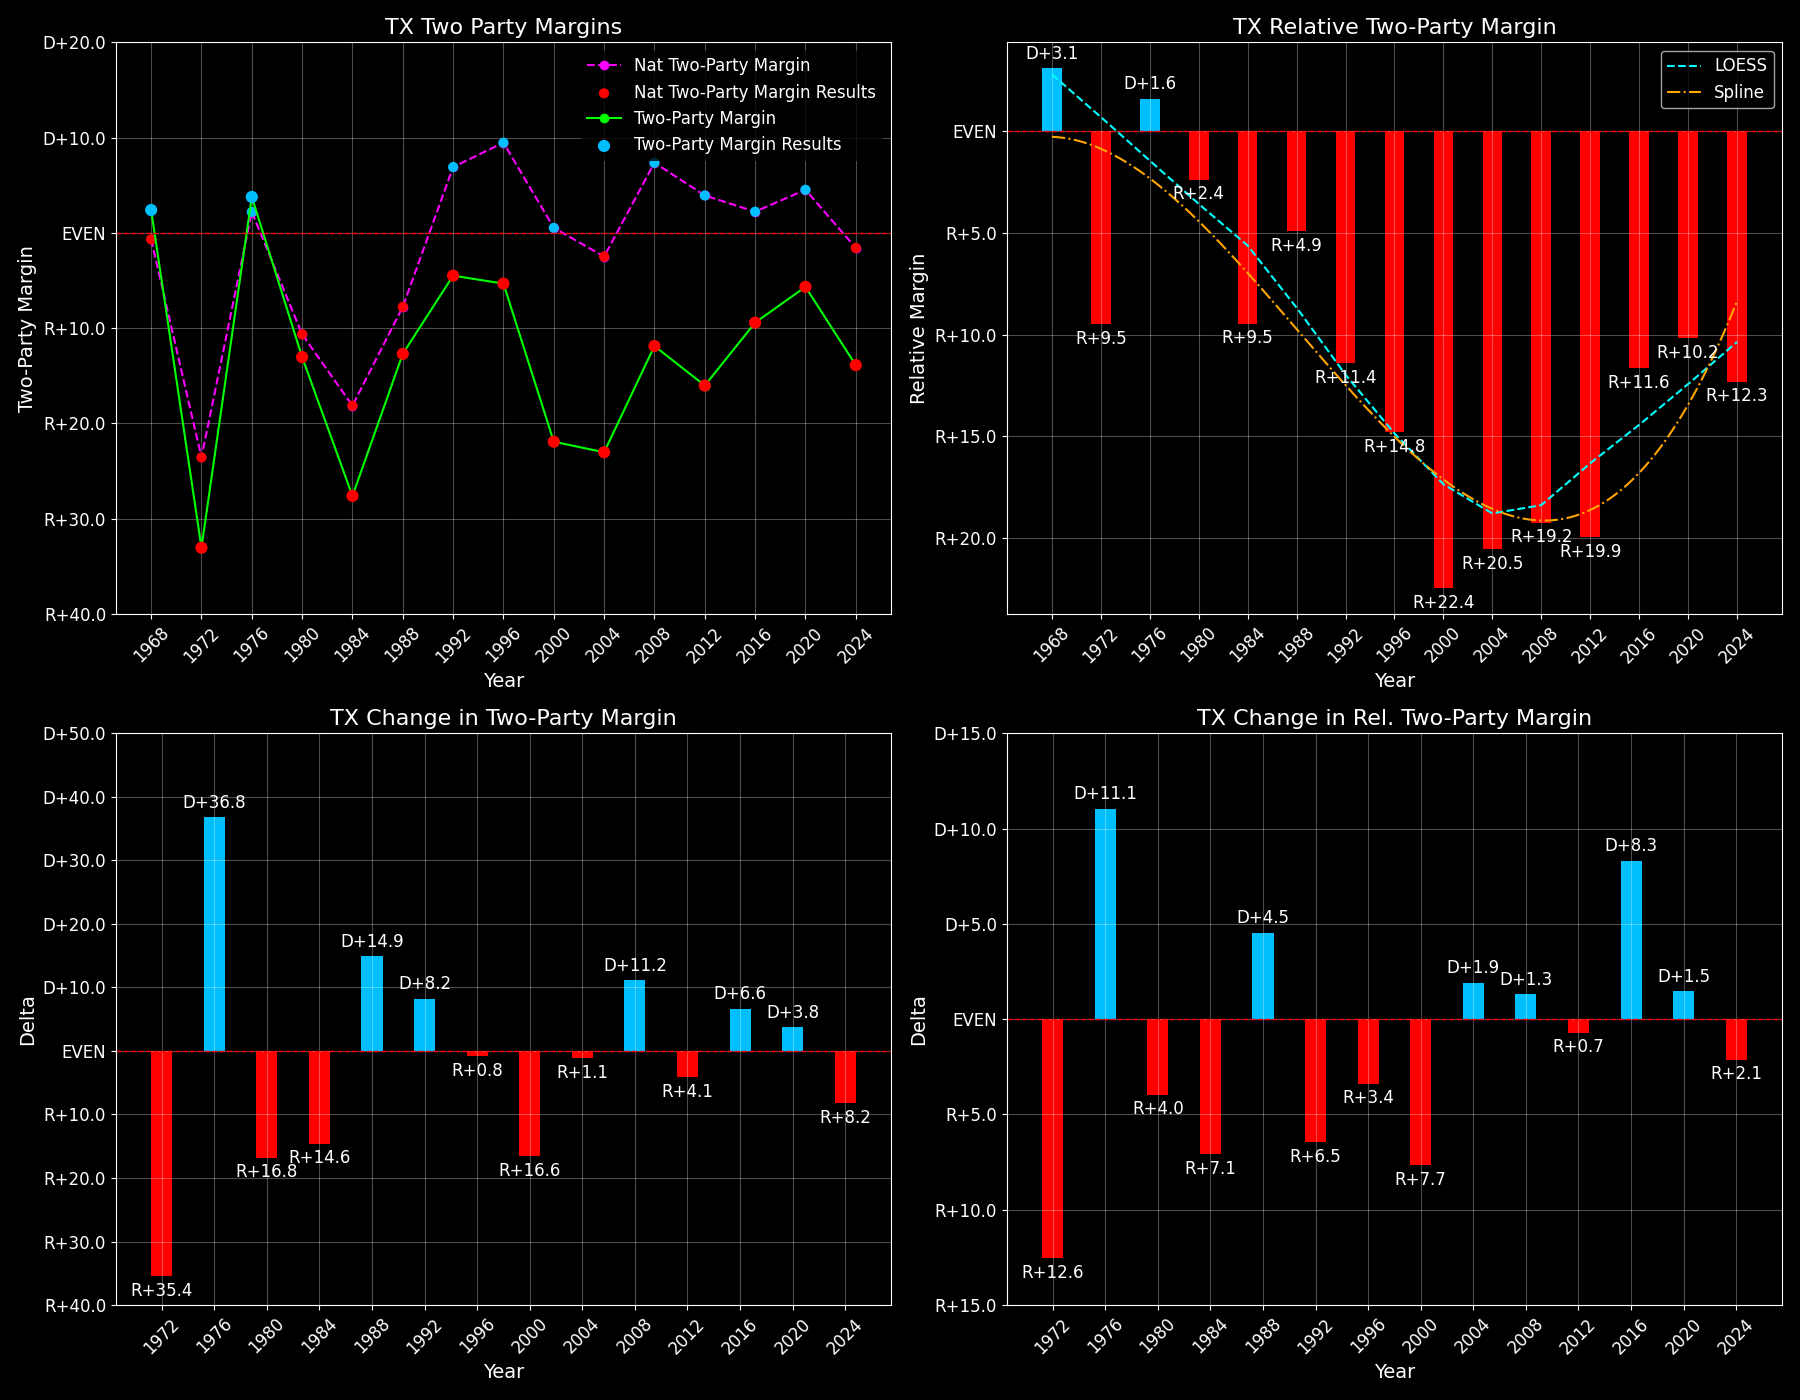 TX Two Party Margins
D+20.0
D+10.0
EVEN
R+10.0
R+20.0
R+30.0
R+40.0
Two-Party Margin
Nat Two-Party Margin
Nat Two-Party Margin Results
Two-Party Margin
Two-Party Margin Results
1968
1972
1976
1980
1984
1988
1992
1996
2000
2004
2008
2012
2016
2020
2024
Year
TX Relative Two-Party Margin
EVEN
R+5.0
R+10.0
R+15.0
R+20.0
Relative Margin
LOESS
Spline
D+3.1
R+9.5
D+1.6
R+2.4
R+9.5
R+4.9
R+11.4
R+14.8
R+22.4
R+20.5
R+19.2
R+19.9
R+11.6
R+10.2
R+12.3
1968
1972
1976
1980
1984
1988
1992
1996
2000
2004
2008
2012
2016
2020
2024
Year
TX Change in Two-Party Margin
D+50.0
D+40.0
D+30.0
D+20.0
D+10.0
EVEN
R+10.0
R+20.0
R+30.0
R+40.0
Delta
R+35.4
D+36.8
R+16.8
R+14.6
D+14.9
D+8.2
R+0.8
R+16.6
R+1.1
D+11.2
R+4.1
D+6.6
D+3.8
R+8.2
1972
1976
1980
1984
1988
1992
1996
2000
2004
2008
2012
2016
2020
2024
Year
TX Change in Rel. Two-Party Margin
D+15.0
D+10.0
D+5.0
EVEN
R+5.0
R+10.0
R+15.0
Delta
R+12.6
D+11.1
R+4.0
R+7.1
D+4.5
R+6.5
R+3.4
R+7.7
D+1.9
D+1.3
R+0.7
D+8.3
D+1.5
R+2.1
1972
1976
1980
1984
1988
1992
1996
2000
2004
2008
2012
2016
2020
2024
Year